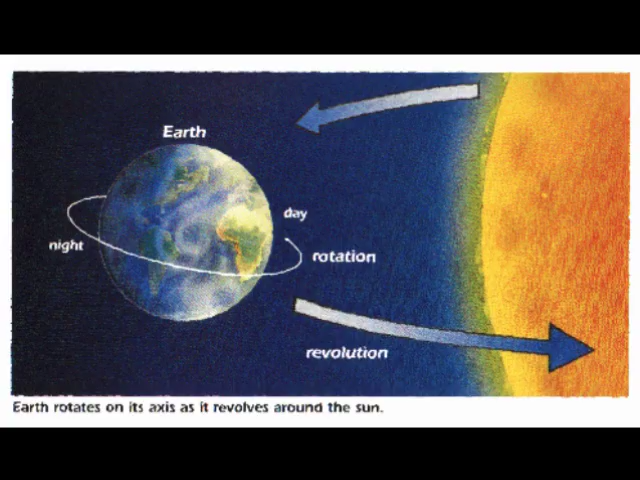 Earth
day
night
rotation
revolution
Earth rotates on its axis as it revolves around the sun.